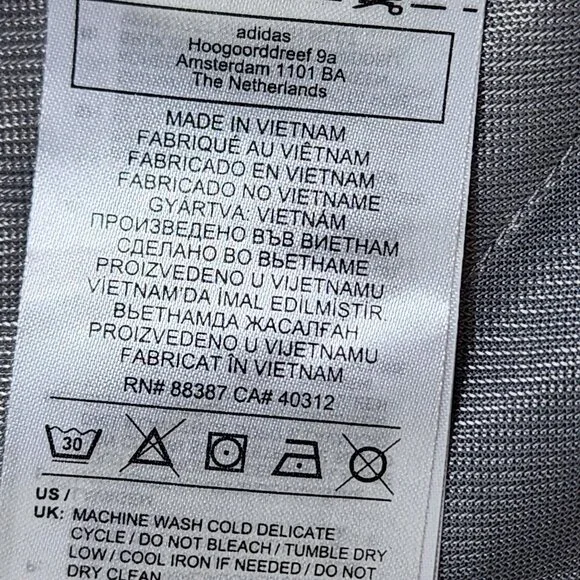 adidas
Hoogoorddreef 9a
Amsterdam 1101 BA
The Netherlands
MADE IN VIETNAM
FABRIQUÉ AU VIÊTNAM
FABRICADO EN VIETNAM
FABRICADO NO VIETNAME
GYÁRTVA: VIETNÁM
ПРОИЗВЕДЕНО ВЪВ ВИЕТНАМ
СДЕЛАНО ВО ВЬЕТНАМЕ
PROIZVEDENO U VIJETNAMU
VIETNAM'DA İMAL EDİLMİŞTİR
ВЬЕТНАМДА ЖАСАЛҒАН
PROIZVEDENO U VIJETNAMU
FABRICAT ÎN VIETNAM
RN# 88387 CA# 40312
30
US /
UK: MACHINE WASH COLD DELICATE
CYCLE / DO NOT BLEACH / TUMBLE DRY
LOW / COOL IRON IF NEEDED / DO NOT
DRY CLEAN